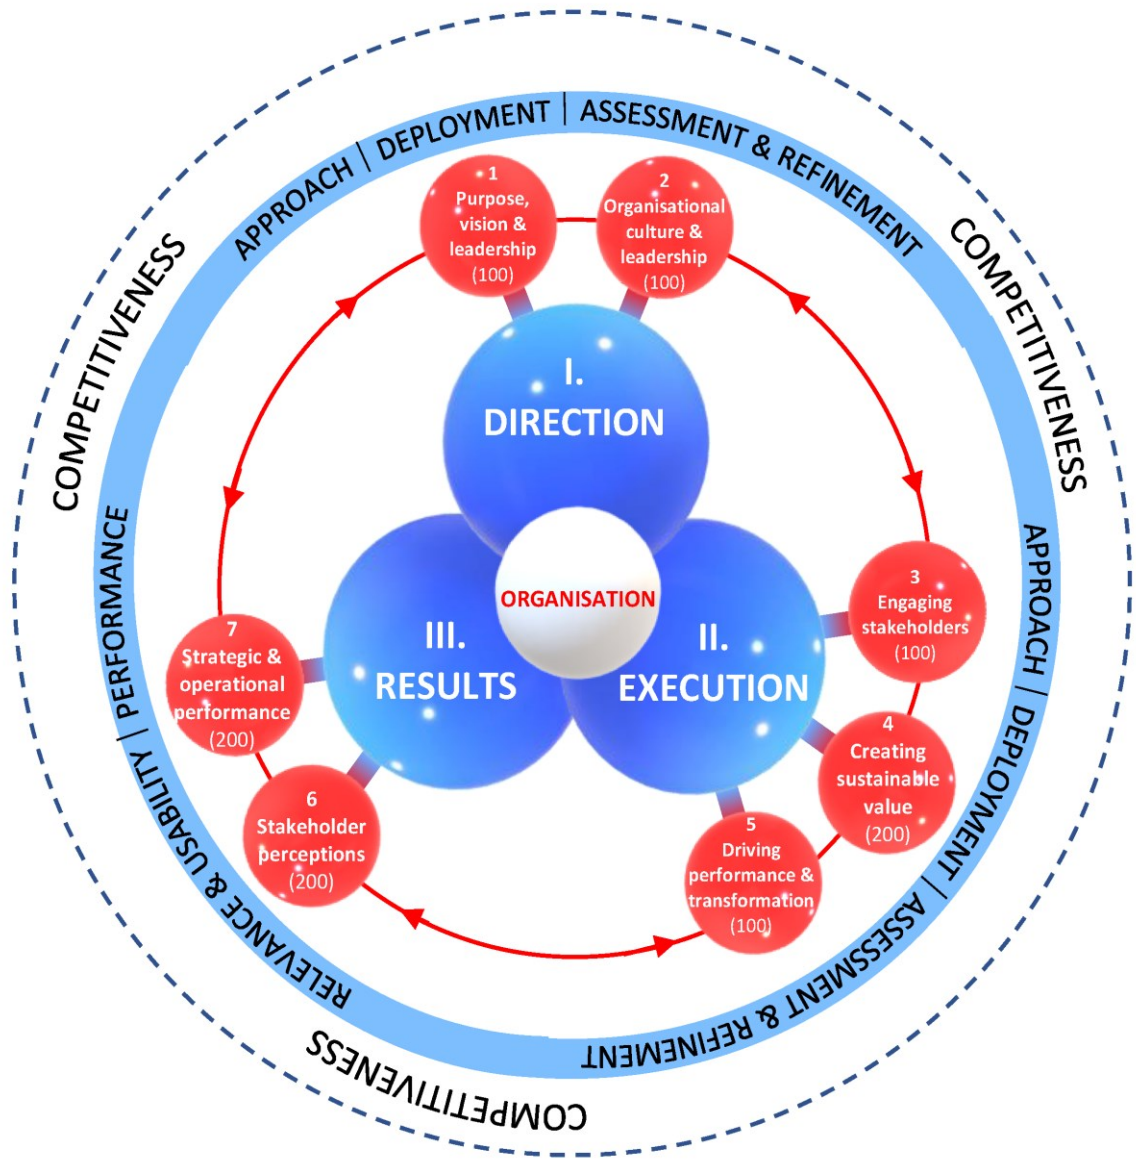 COMPETITIVENESS
COMPETITIVENESS
COMPETITIVENESS
APPROACH | DEPLOYMENT | ASSESSMENT & REFINEMENT
APPROACH | DEPLOYMENT | ASSESSMENT & REFINEMENT
RELEVANCE & USABILITY | PERFORMANCE
1
Purpose,
vision &
leadership
(100)
2
Organisational
culture &
leadership
(100)
I.
DIRECTION
3
Engaging
stakeholders
(100)
ORGANISATION
II.
EXECUTION
III.
RESULTS
4
Creating
sustainable
value
(200)
5
Driving
performance &
transformation
(100)
6
Stakeholder
perceptions
(200)
7
Strategic &
operational
performance
(200)